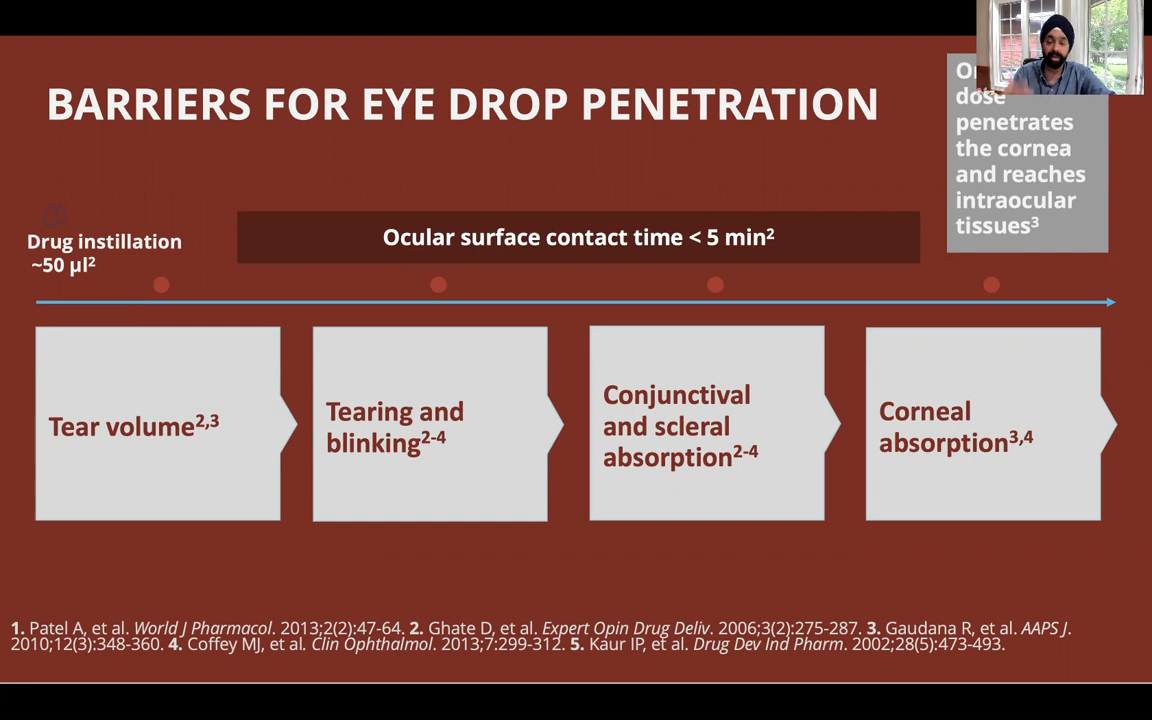 BARRIERS FOR EYE DROP PENETRATION
dose
penetrates
the cornea
and reaches
intraocular
tissues³
Drug instillation
~50 µl²
Ocular surface contact time < 5 min²
Tear volume²,³
Tearing and
blinking²⁻⁴
Conjunctival
and scleral
absorption²⁻⁴
Corneal
absorption³,⁴
1. Patel A, et al. World J Pharmacol. 2013;2(2):47-64. 2. Ghate D, et al. Expert Opin Drug Deliv. 2006;3(2):275-287. 3. Gaudana R, et al. AAPS J.
2010;12(3):348-360. 4. Coffey MJ, et al. Clin Ophthalmol. 2013;7:299-312. 5. Kaur IP, et al. Drug Dev Ind Pharm. 2002;28(5):473-493.